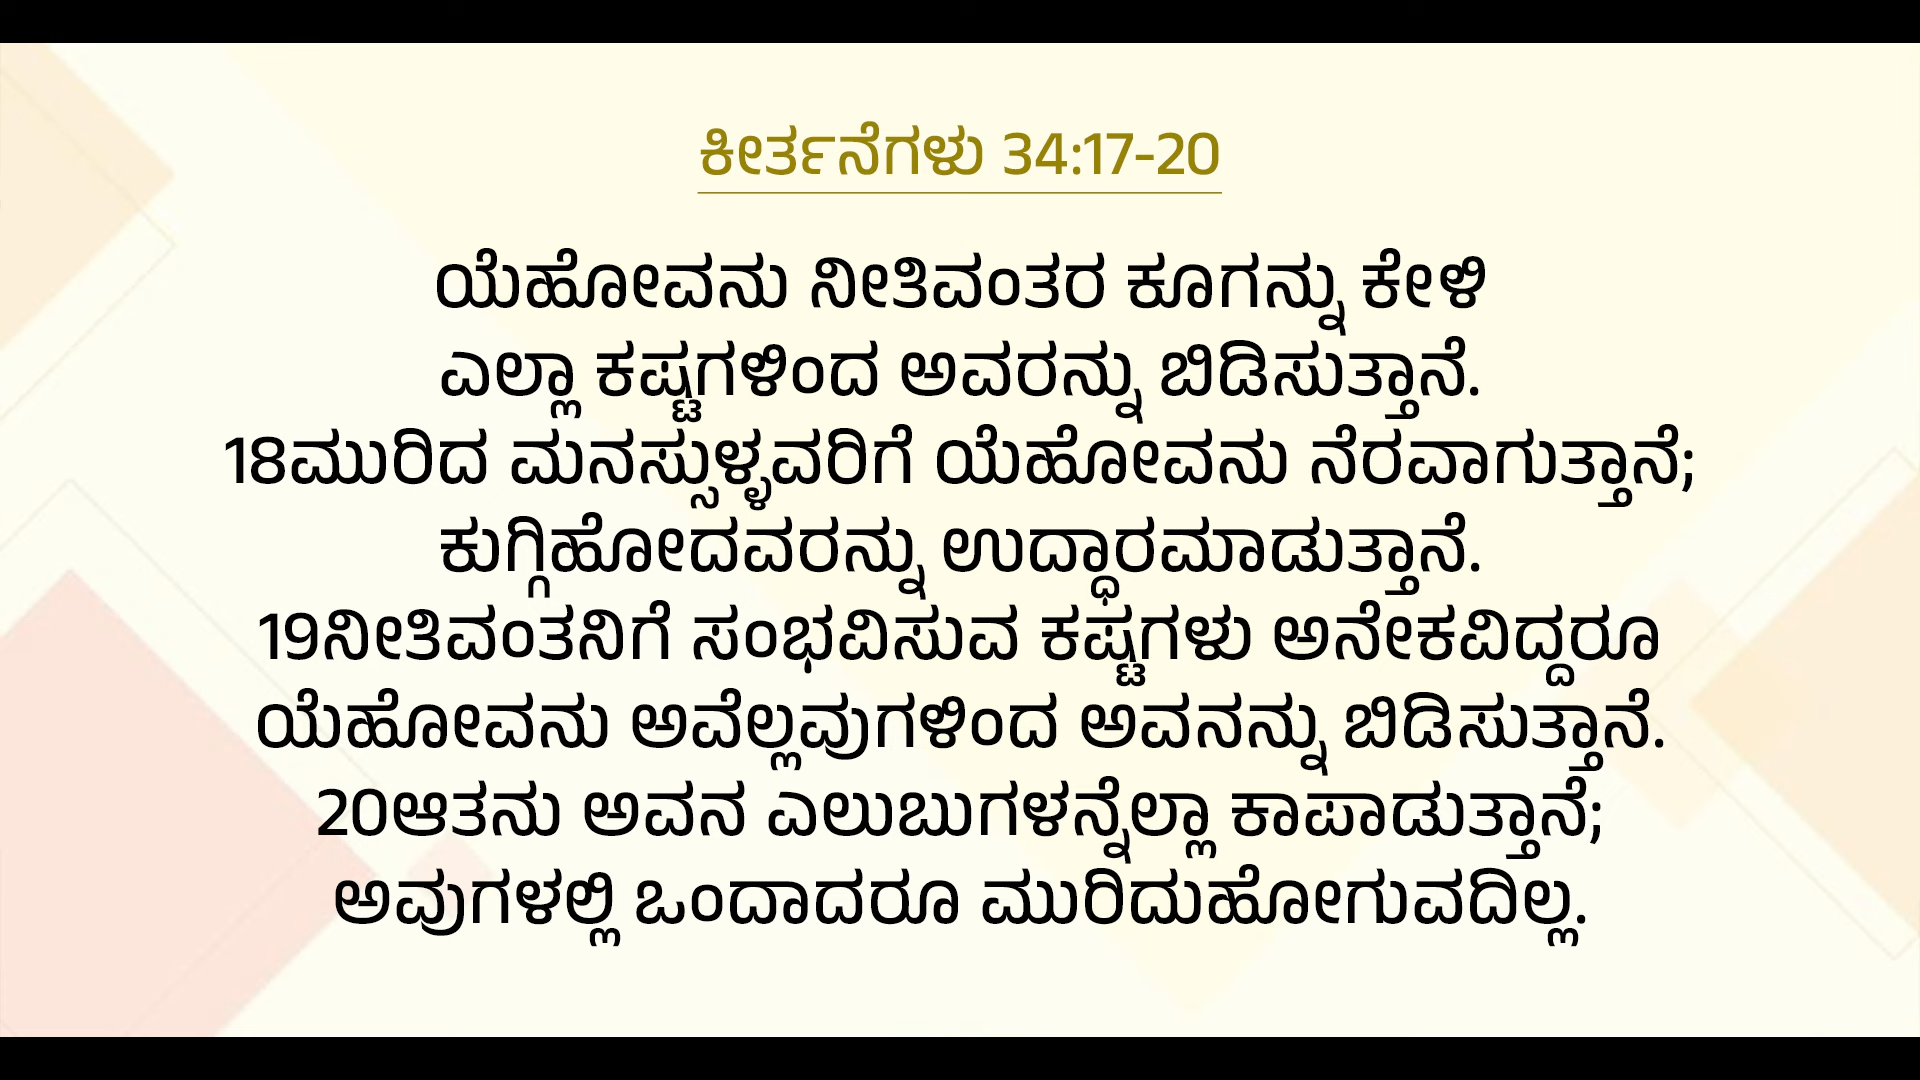 ಕೀರ್ತನೆಗಳು 34:17-20
ಯೆಹೋವನು ನೀತಿವಂತರ ಕೂಗನ್ನು ಕೇಳಿ
ಎಲ್ಲಾ ಕಷ್ಟಗಳಿಂದ ಅವರನ್ನು ಬಿಡಿಸುತ್ತಾನೆ.
18ಮುರಿದ ಮನಸ್ಸುಳ್ಳವರಿಗೆ ಯೆಹೋವನು ನೆರವಾಗುತ್ತಾನೆ;
ಕುಗ್ಗಿಹೋದವರನ್ನು ಉದ್ಧಾರಮಾಡುತ್ತಾನೆ.
19ನೀತಿವಂತನಿಗೆ ಸಂಭವಿಸುವ ಕಷ್ಟಗಳು ಅನೇಕವಿದ್ದರೂ
ಯೆಹೋವನು ಅವೆಲ್ಲವುಗಳಿಂದ ಅವನನ್ನು ಬಿಡಿಸುತ್ತಾನೆ.
20ಆತನು ಅವನ ಎಲುಬುಗಳನ್ನೆಲ್ಲಾ ಕಾಪಾಡುತ್ತಾನೆ;
ಅವುಗಳಲ್ಲಿ ಒಂದಾದರೂ ಮುರಿದುಹೋಗುವದಿಲ್ಲ.